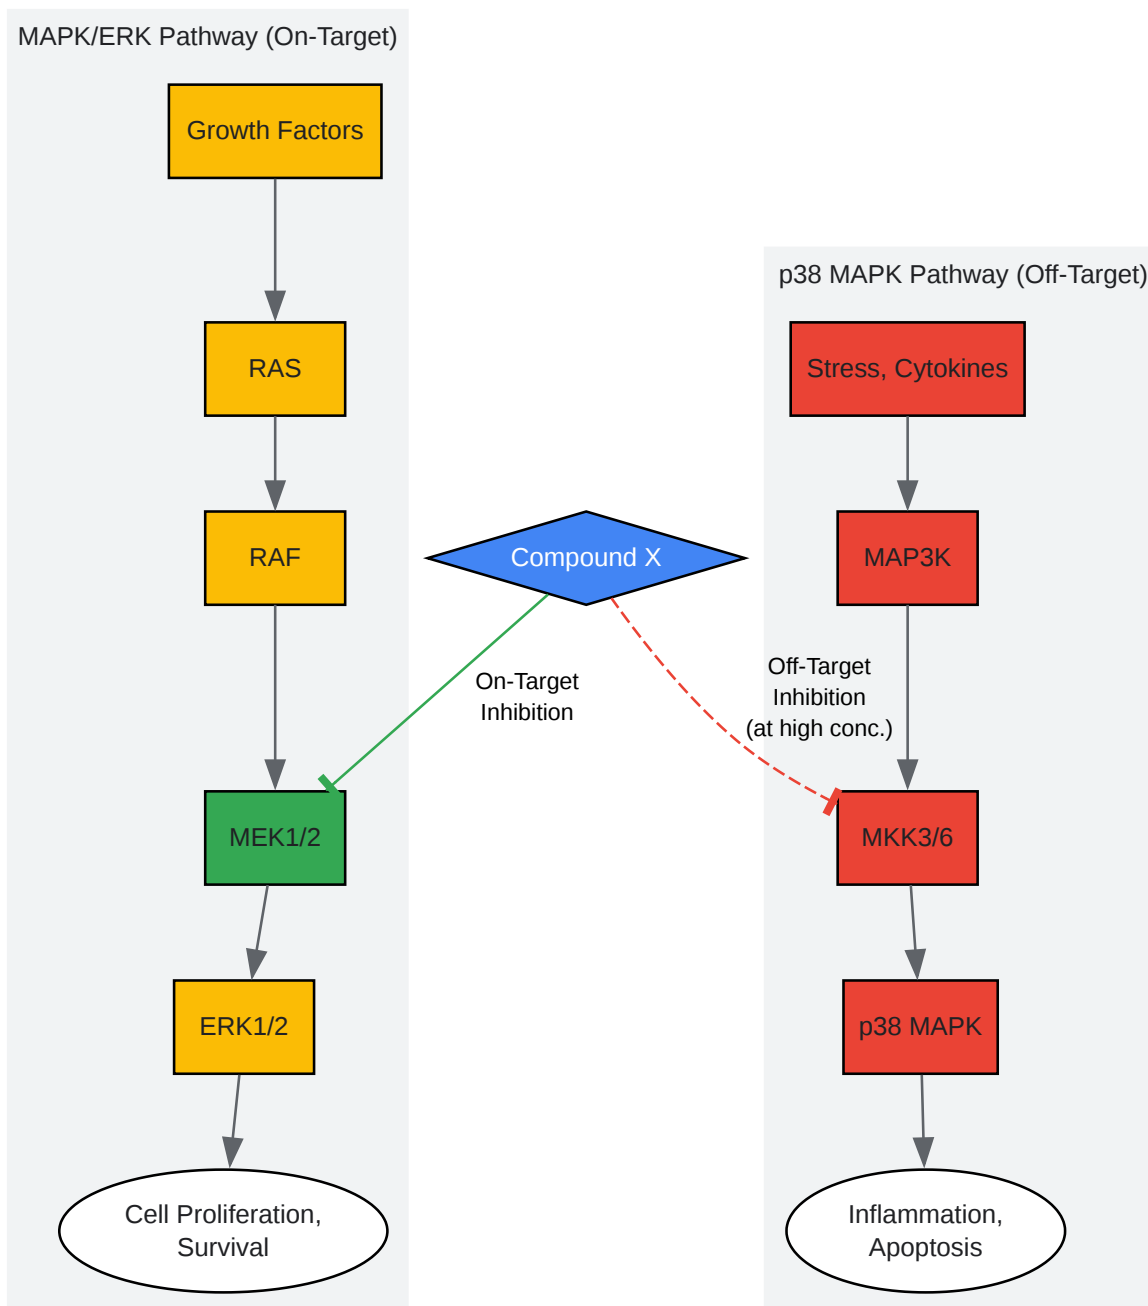 MAPK/ERK Pathway (On-Target)
Growth Factors
RAS
RAF
MEK1/2
ERK1/2
Cell Proliferation,
Survival
Compound X
On-Target
Inhibition
Off-Target
Inhibition
(at high conc.)
p38 MAPK Pathway (Off-Target)
Stress, Cytokines
MAP3K
MKK3/6
p38 MAPK
Inflammation,
Apoptosis